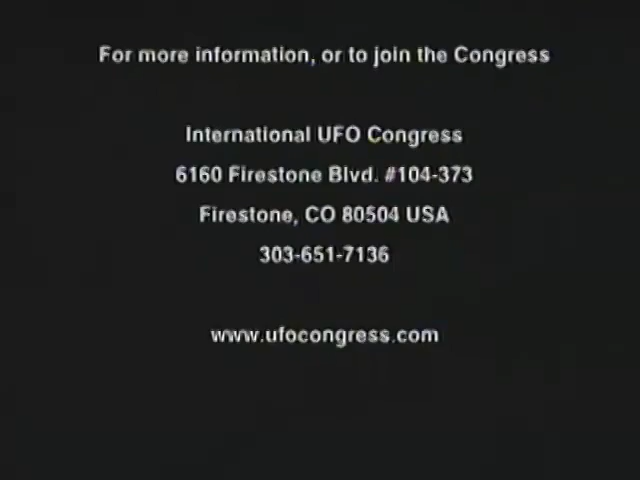 For more information, or to join the Congress
International UFO Congress
6160 Firestone Blvd. #104-373
Firestone, CO 80504 USA
303-651-7136
www.ufocongress.com